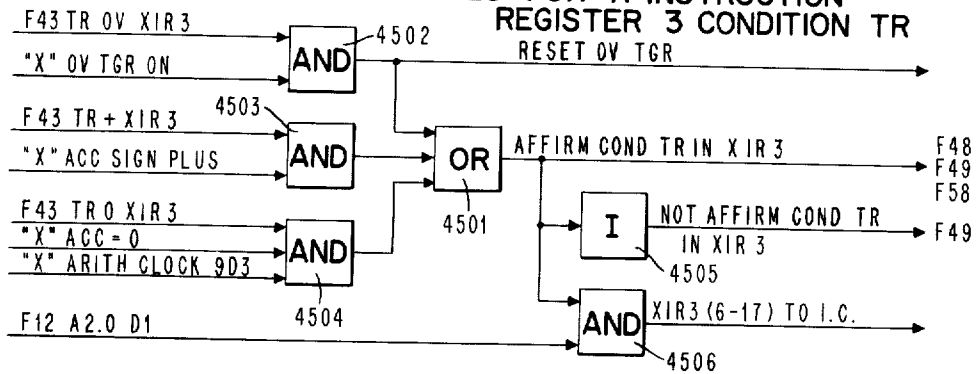 REGISTER 3 CONDITION TR
F43 TR OV XIR 3
"X" OV TGR ON
AND
4502
RESET OV TGR
F43 TR + XIR 3
"X" ACC SIGN PLUS
4503
AND
OR
4501
AFFIRM COND TR IN XIR 3
F48
F49
F58
F43 TR O XIR 3
"X" ACC = 0
"X" ARITH CLOCK 9D3
AND
4504
I
4505
NOT AFFIRM COND TR
IN XIR 3
F49
F12 A2.0 D1
AND
4506
XIR3 (6-17) TO I.C.